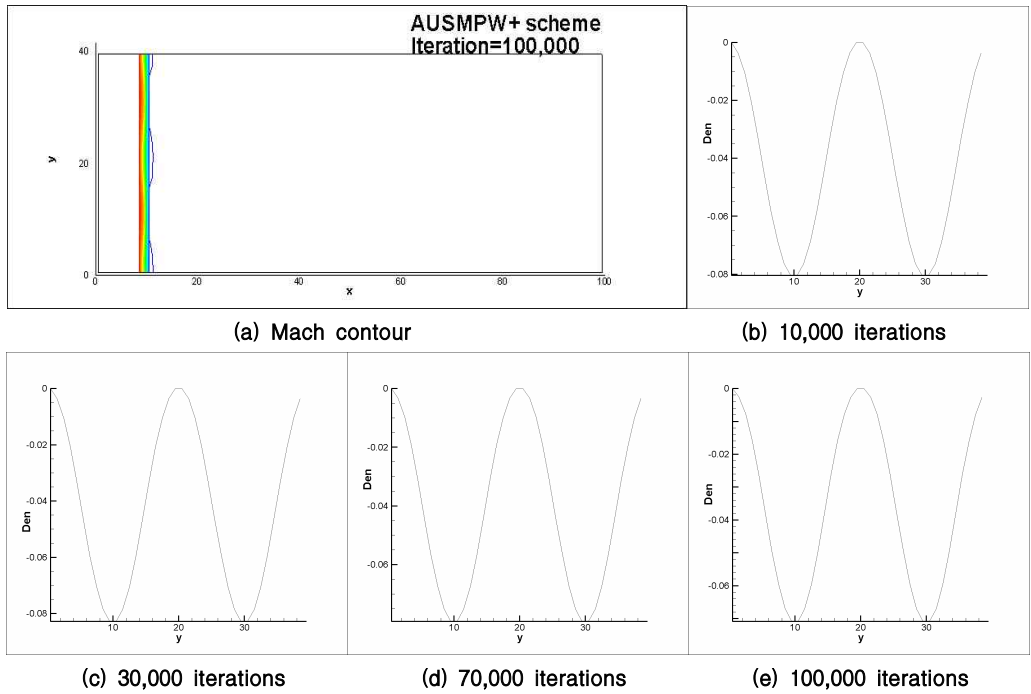 AUSMPW+ scheme
Iteration=100,000
40
20
0
y
0
20
40
60
80
100
x
(a) Mach contour
0
-0.02
-0.04
-0.06
-0.08
Den
10
20
30
y
(b) 10,000 iterations
0
-0.02
-0.04
-0.06
-0.08
Den
10
20
30
y
(c) 30,000 iterations
0
-0.02
-0.04
-0.06
Den
10
20
30
y
(d) 70,000 iterations
0
-0.02
-0.04
-0.06
Den
10
20
30
y
(e) 100,000 iterations